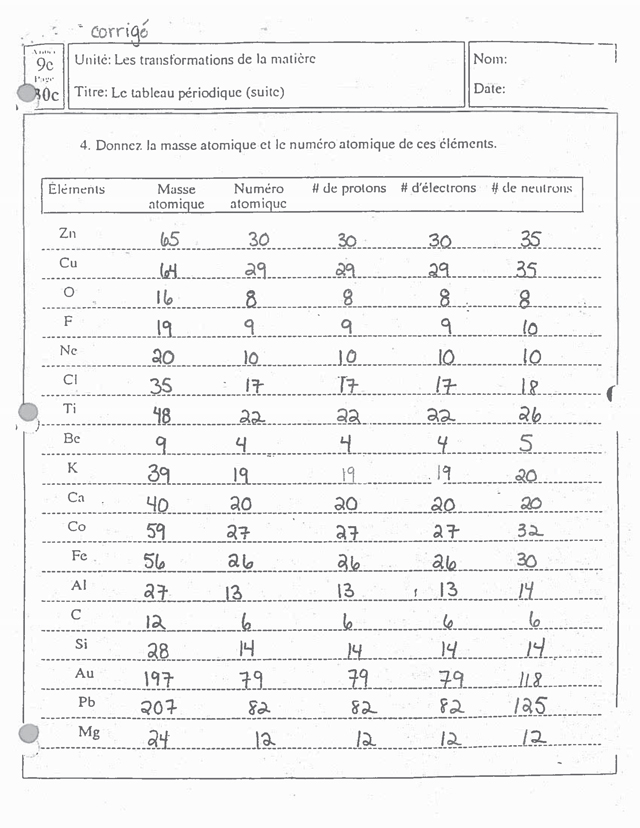 corrigé
Annexe
9c
Page
30c
Unité: Les transformations de la matière
Titre: Le tableau périodique (suite)
Nom:
Date:
4. Donnez la masse atomique et le numéro atomique de ces éléments.
Éléments Masse atomique Numéro atomique # de protons # d'électrons # de neutrons
Zn 65 30 30 30 35
Cu 64 29 29 29 35
O 16 8 8 8 8
F 19 9 9 9 10
Ne 20 10 10 10 10
Cl 35 17 17 17 18
Ti 48 22 22 22 26
Be 9 4 4 4 5
K 39 19 19 19 20
Ca 40 20 20 20 20
Co 59 27 27 27 32
Fe 56 26 26 26 30
Al 27 13 13 13 14
C 12 6 6 6 6
Si 28 14 14 14 14
Au 197 79 79 79 118
Pb 207 82 82 82 125
Mg 24 12 12 12 12